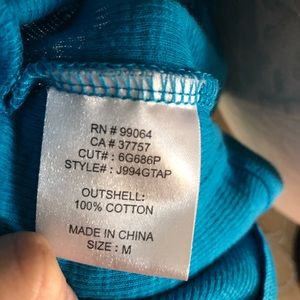 RN # 99064
CA # 37757
CUT# : 6G686P
STYLE# : J994GTAP
OUTSHELL:
100% COTTON
MADE IN CHINA
SIZE : M